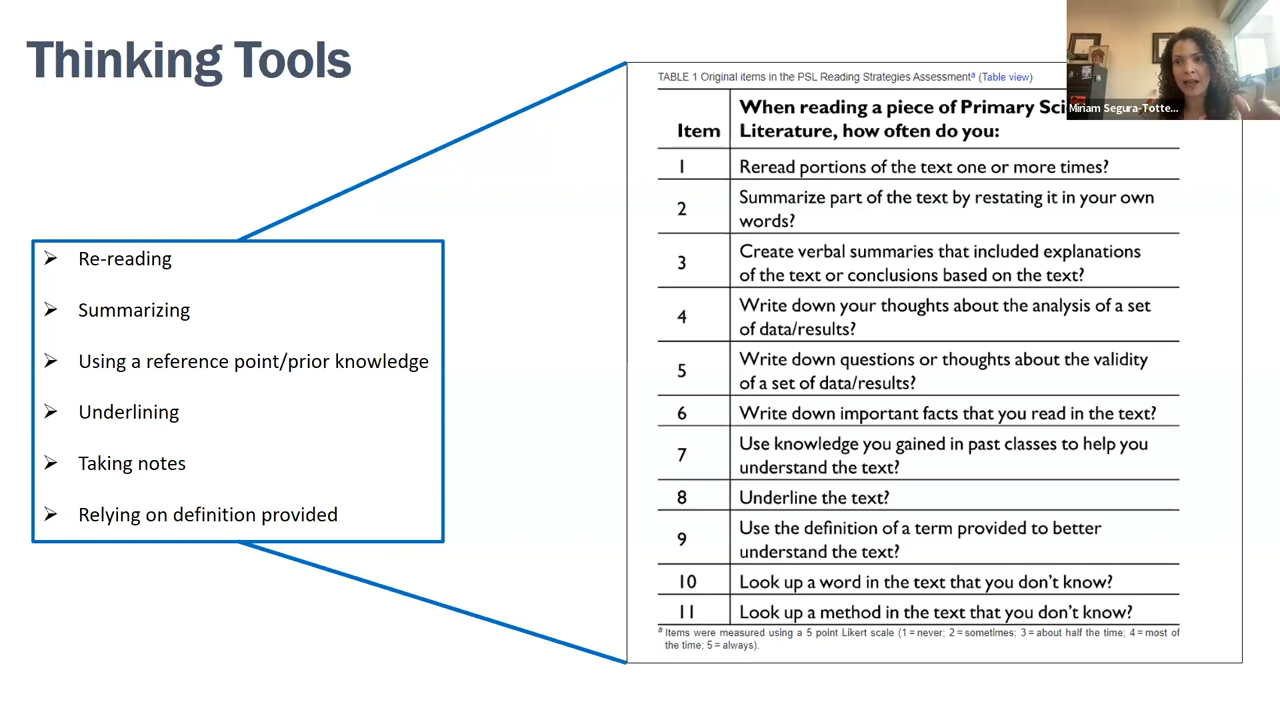 Thinking Tools
Re-reading
Summarizing
Using a reference point/prior knowledge
Underlining
Taking notes
Relying on definition provided
TABLE 1 Original items in the PSL Reading Strategies Assessmentª (Table view)
When reading a piece of Primary Sci
Item Literature, how often do you:
1 Reread portions of the text one or more times?
2 Summarize part of the text by restating it in your own
words?
3 Create verbal summaries that included explanations
of the text or conclusions based on the text?
4 Write down your thoughts about the analysis of a set
of data/results?
5 Write down questions or thoughts about the validity
of a set of data/results?
6 Write down important facts that you read in the text?
7 Use knowledge you gained in past classes to help you
understand the text?
8 Underline the text?
9 Use the definition of a term provided to better
understand the text?
10 Look up a word in the text that you don't know?
11 Look up a method in the text that you don't know?
ª Items were measured using a 5 point Likert scale (1 = never; 2 = sometimes; 3 = about half the time; 4 = most of
the time; 5 = always).
Miriam Segura-Totte...